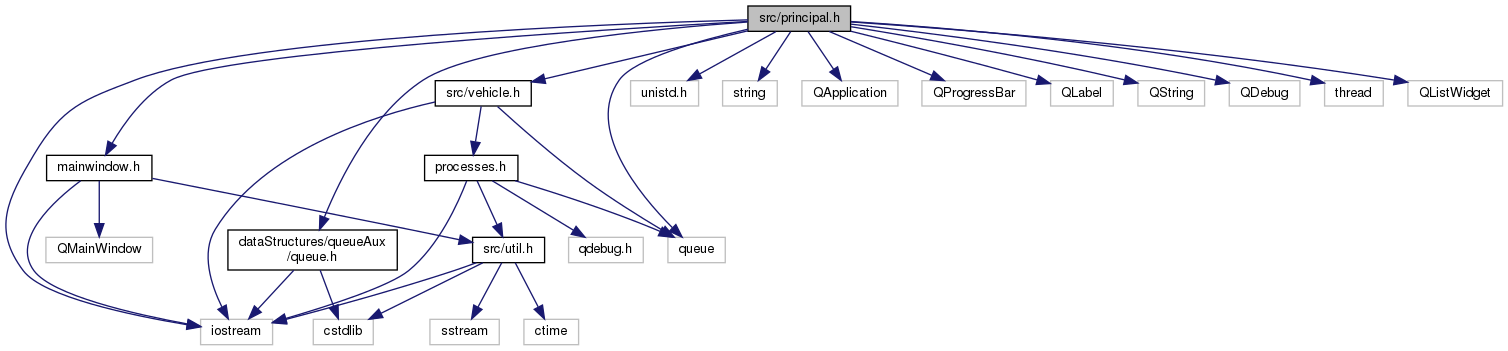 src/principal.h
src/vehicle.h
unistd.h
string
QApplication
QProgressBar
QLabel
QString
QDebug
thread
QListWidget
mainwindow.h
processes.h
QMainWindow
dataStructures/queueAux
/queue.h
src/util.h
qdebug.h
queue
iostream
cstdlib
sstream
ctime